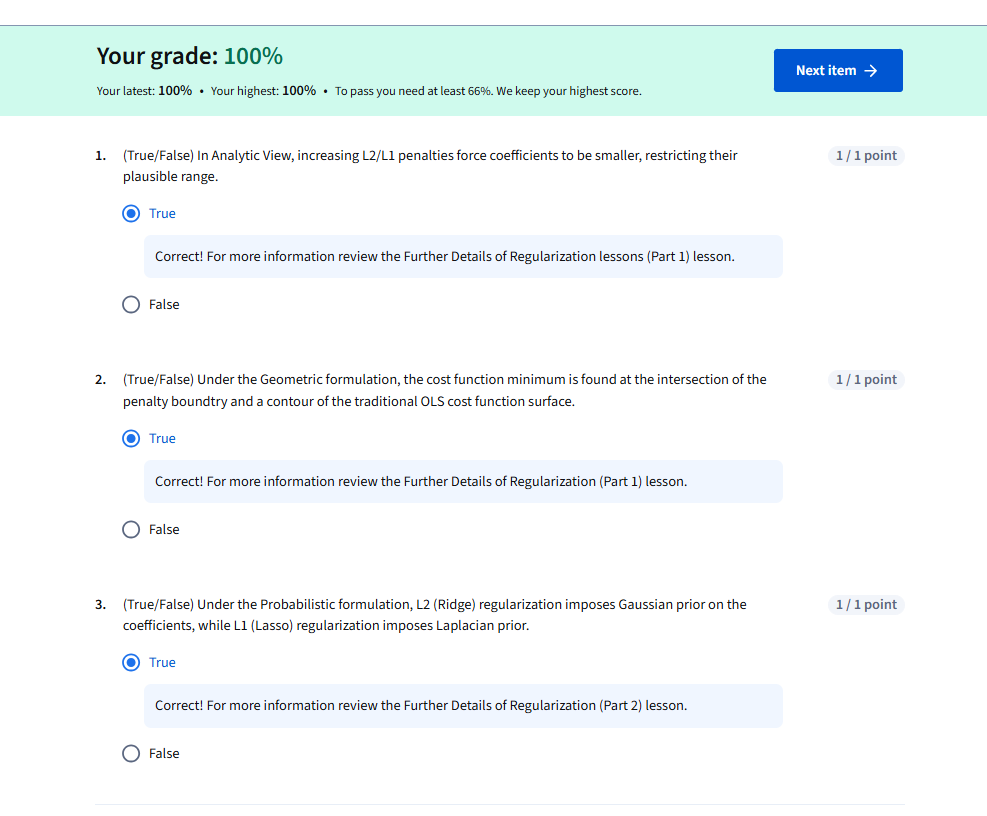 Your grade: 100%
Next item →
Your latest: 100% • Your highest: 100% • To pass you need at least 66%. We keep your highest score.
1. (True/False) In Analytic View, increasing L2/L1 penalties force coefficients to be smaller, restricting their
plausible range.
1 / 1 point
True
Correct! For more information review the Further Details of Regularization lessons (Part 1) lesson.
False
2. (True/False) Under the Geometric formulation, the cost function minimum is found at the intersection of the
penalty boundtry and a contour of the traditional OLS cost function surface.
1 / 1 point
True
Correct! For more information review the Further Details of Regularization (Part 1) lesson.
False
3. (True/False) Under the Probabilistic formulation, L2 (Ridge) regularization imposes Gaussian prior on the
coefficients, while L1 (Lasso) regularization imposes Laplacian prior.
1 / 1 point
True
Correct! For more information review the Further Details of Regularization (Part 2) lesson.
False